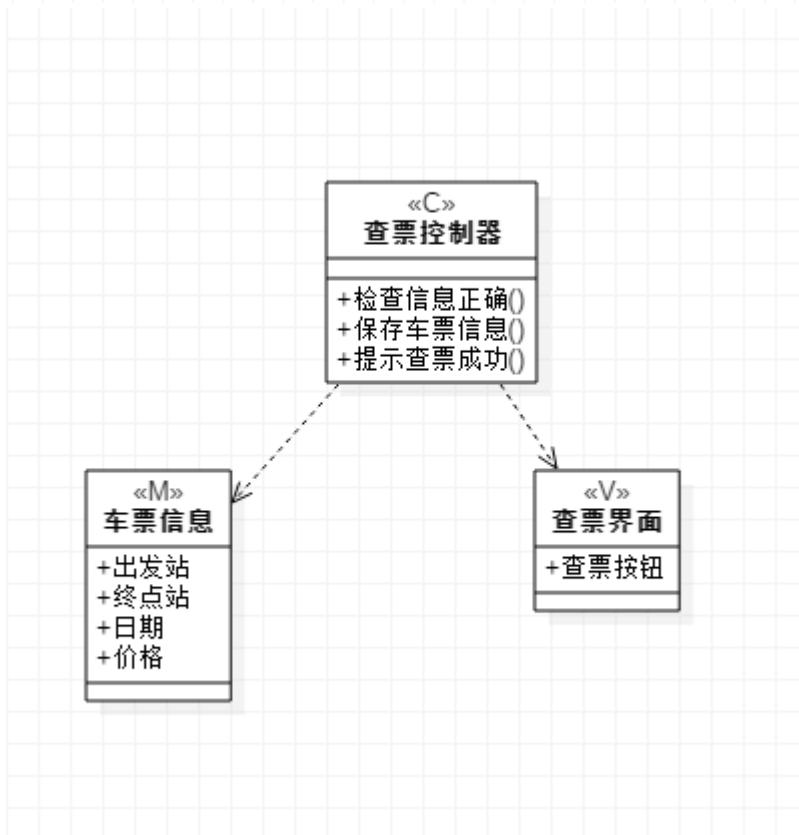 «C»
查票控制器
+检查信息正确()
+保存车票信息()
+提示查票成功()
«M»
车票信息
+出发站
+终点站
+日期
+价格
«V»
查票界面
+查票按钮